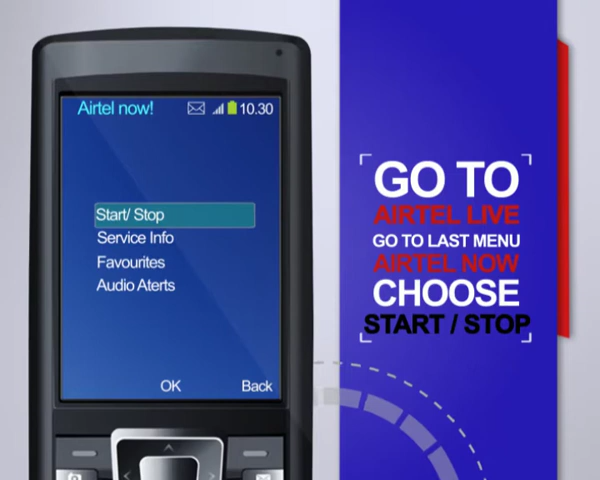 Airtel now!
10.30
Start/ Stop
Service Info
Favourites
Audio Aterts
OK
Back
GO TO
AIRTEL LIVE
GO TO LAST MENU
AIRTEL NOW
CHOOSE
START / STOP